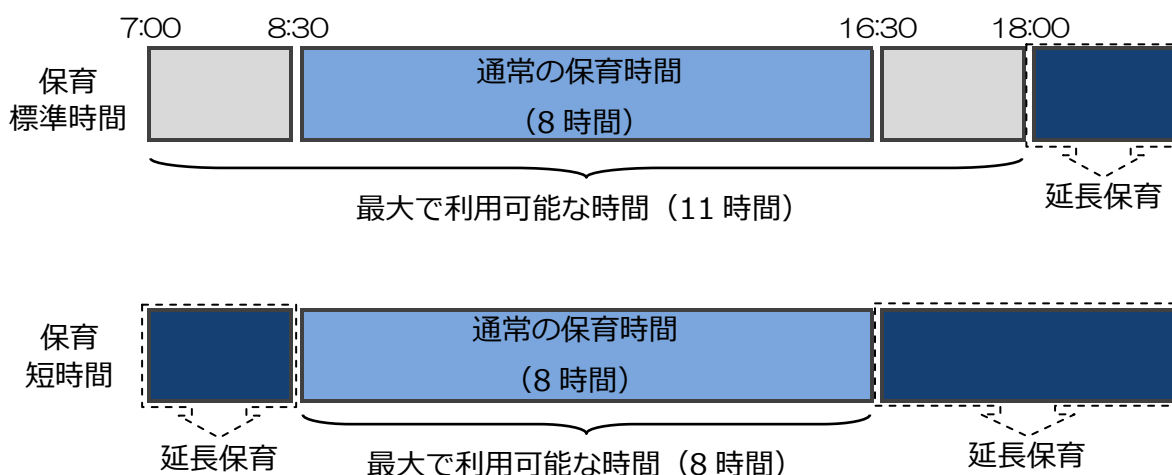 7:00 8:30 16:30 18:00
保育
標準時間
通常の保育時間
（8 時間）
最大で利用可能な時間（11 時間）
延長保育
保育
短時間
通常の保育時間
（8 時間）
延長保育
最大で利用可能な時間（8 時間）
延長保育